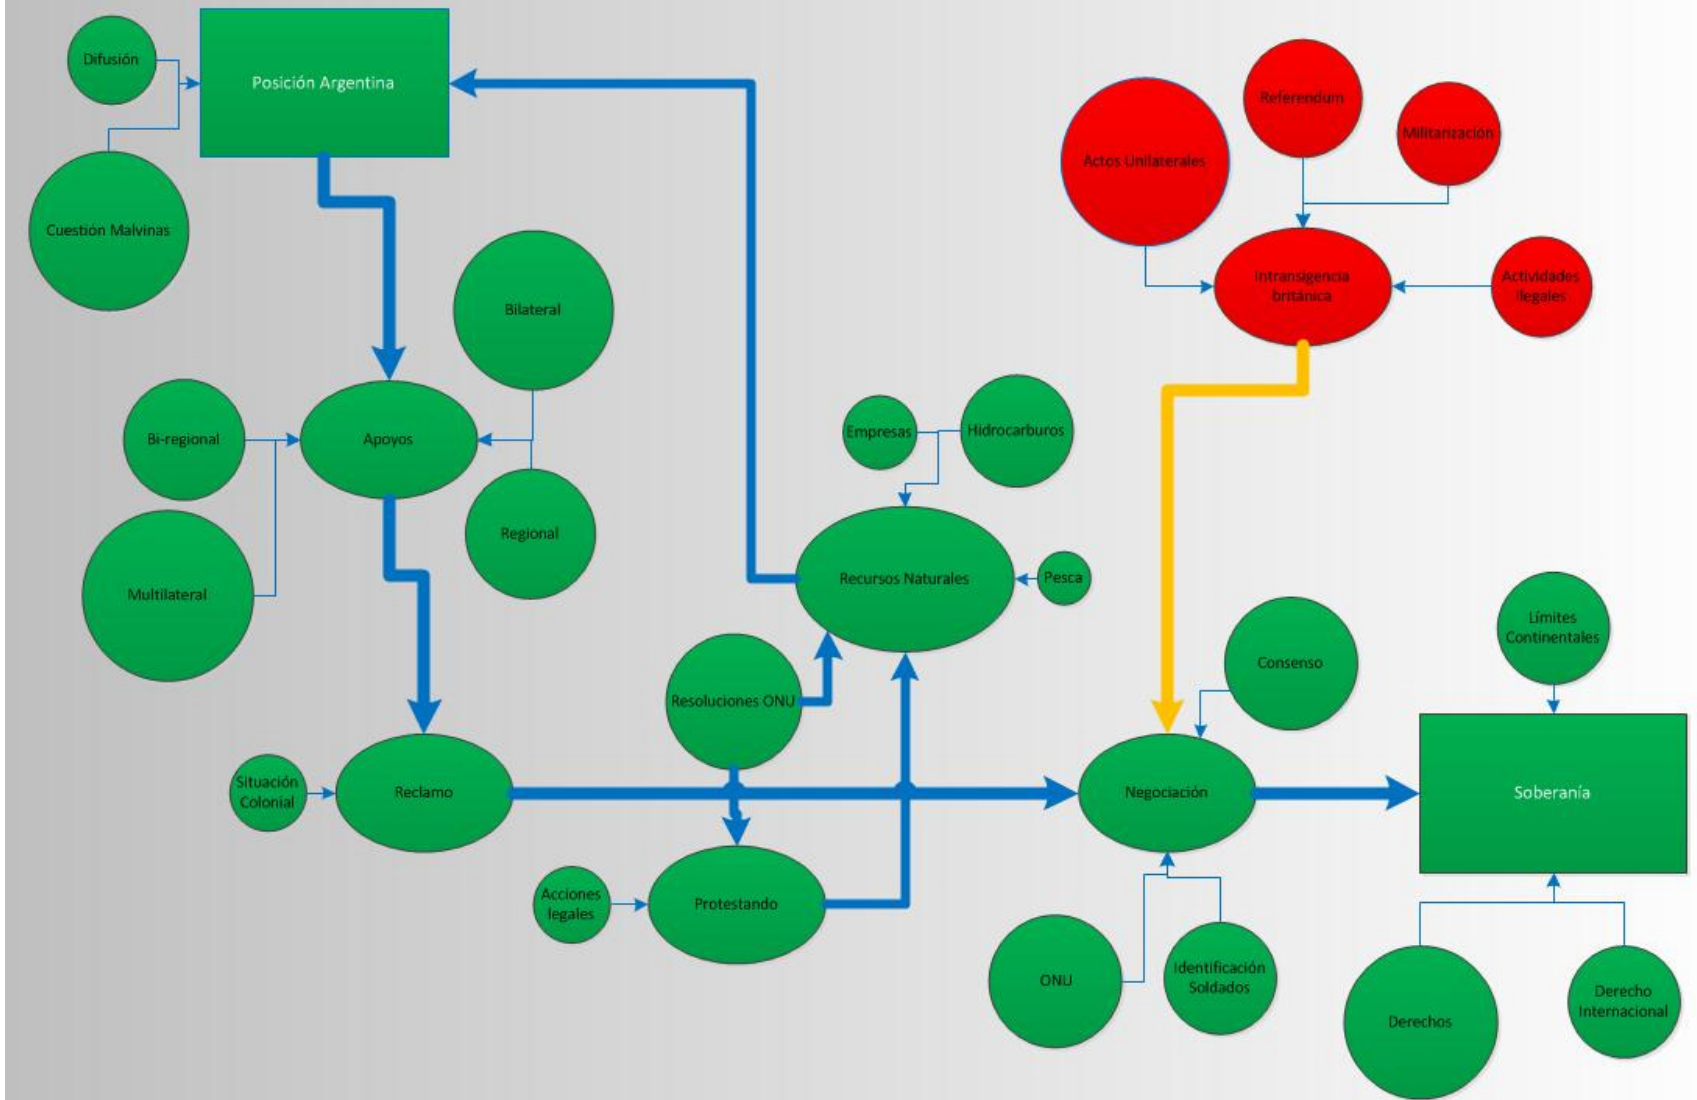 Difusión
Posición Argentina
Cuestión Malvinas
Referendum
Militarización
Actos Unilaterales
Intransigencia
británica
Actividades
Ilegales
Bilateral
Bi-regional
Apoyos
Empresas
Hidrocarburos
Regional
Multilateral
Recursos Naturales
Pesca
Límites
Continentales
Consenso
Resoluciones ONU
Situación
Colonial
Reclamo
Negociación
Soberanía
Acciones
legales
Protestando
ONU
Identificación
Soldados
Derechos
Derecho
Internacional